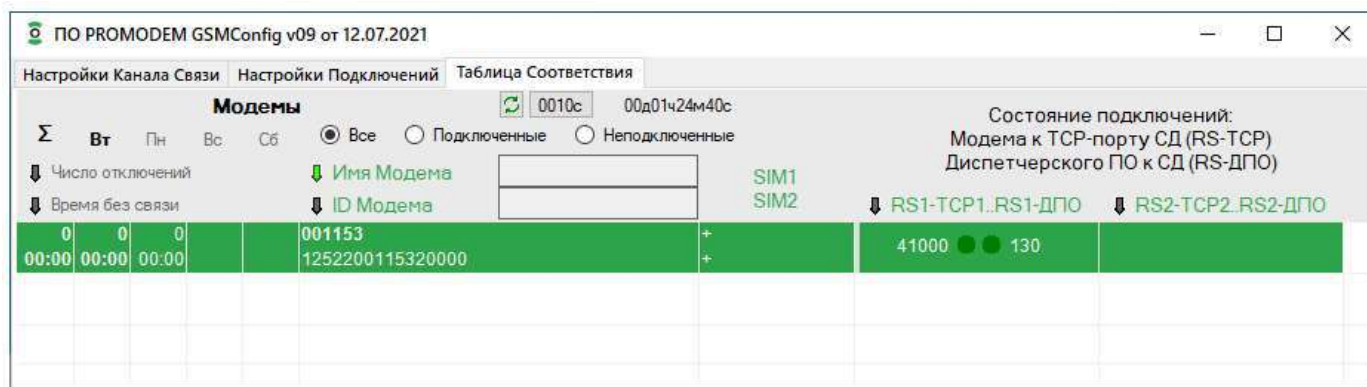 ПО PROMODEM GSMConfig v09 от 12.07.2021
Настройки Канала Связи Настройки Подключений Таблица Соответствия
Модемы 0010с 00д01ч24м40с
Σ Вт Пн Вс Сб Все Подключенные Неподключенные
Число отключений Имя Модема SIM1
Время без связи ID Модема SIM2
Состояние подключений:
Модема к TCP-порту СД (RS-TCP)
Диспетчерского ПО к СД (RS-ДПО)
RS1-TCP1..RS1-ДПО RS2-TCP2..RS2-ДПО
0 0 0 001153 +
00:00 00:00 00:00 1252200115320000 +
41000 130